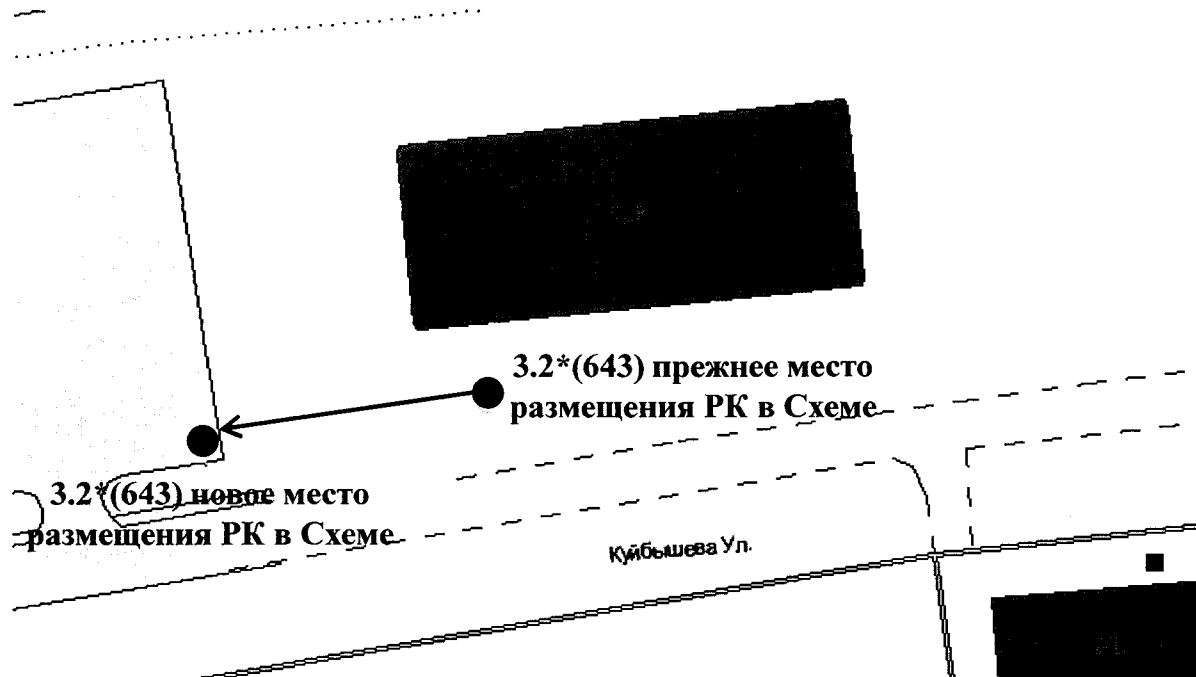 3.2*(643) прежнее место
размещения РК в Схеме
3.2*(643) новое место
размещения РК в Схеме
Куйбышева Ул.